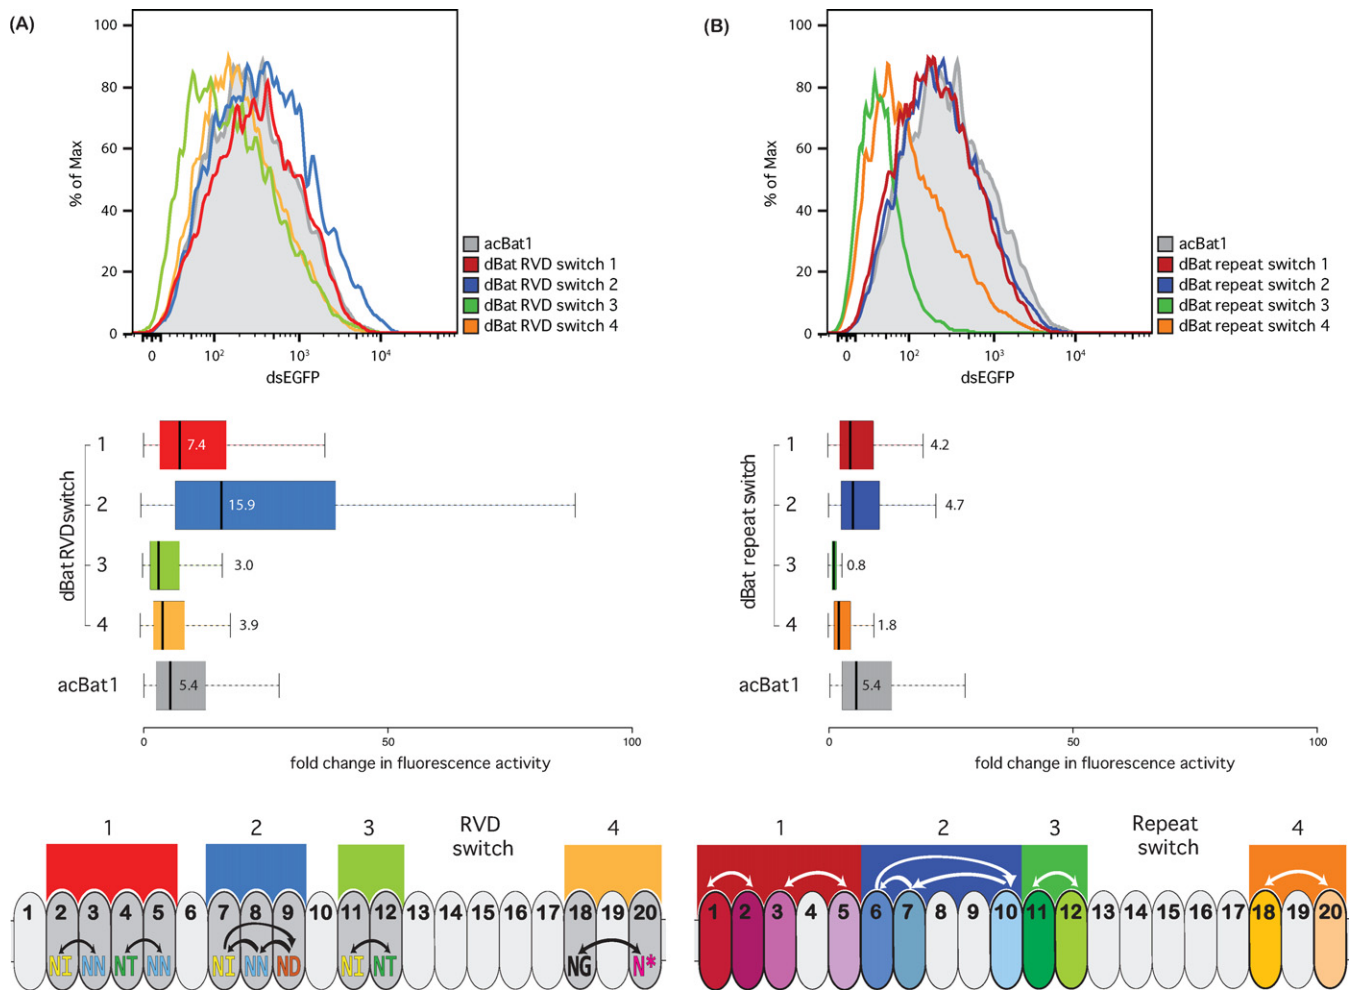 (A)
100
80
60
40
20
0
% of Max
0 10² 10³ 10⁴
dsEGFP
acBat1
dBat RVD switch 1
dBat RVD switch 2
dBat RVD switch 3
dBat RVD switch 4
(B)
100
80
60
40
20
0
% of Max
0 10² 10³ 10⁴
dsEGFP
acBat1
dBat repeat switch 1
dBat repeat switch 2
dBat repeat switch 3
dBat repeat switch 4
dBat RVD switch
1 7.4
2 15.9
3 3.0
4 3.9
acBat1 5.4
0 50 100
fold change in fluorescence activity
dBat repeat switch
1 4.2
2 4.7
3 0.8
4 1.8
acBat1 5.4
0 50 100
fold change in fluorescence activity
1 2 3 RVD 4
switch
1 2 3 4 5 6 7 8 9 10 11 12 13 14 15 16 17 18 19 20
NI NN NT NN NI NN ND NI NT NG N*
1 2 3 Repeat 4
switch
1 2 3 4 5 6 7 8 9 10 11 12 13 14 15 16 17 18 19 20